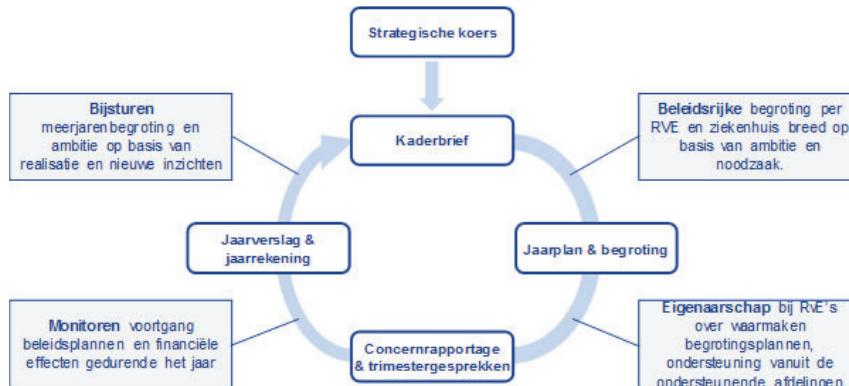 Strategische koers
Bijsturen
meerjarenbegroting en
ambitie op basis van
realisatie en nieuwe inzichten
Kaderbrief
Beleidsrijke begroting per
RVE en ziekenhuis breed op
basis van ambitie en
noodzaak.
Jaarverslag &
jaarrekening
Jaarplan & begroting
Monitoren voortgang
beleidsplannen en financiële
effecten gedurende het jaar
Concernrapportage
& trimestergesprekken
Eigenaarschap bij RvE's
over waarmaken
begrotingsplannen,
ondersteuning vanuit de
ondersteunende afdelingen